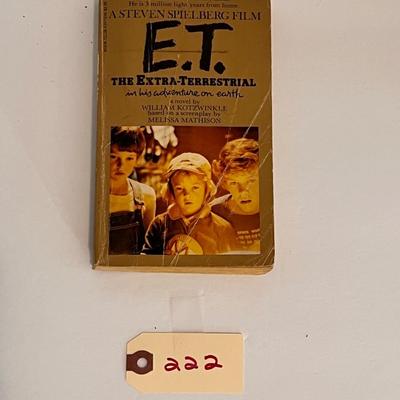 He is 3 million light years from home
A STEVEN SPIELBERG FILM
E.T.
THE EXTRA-TERRESTRIAL
in his adventure on earth
a novel by
WILLIAM KOTZWINKLE
based on a screenplay by
MELISSA MATHISON
222